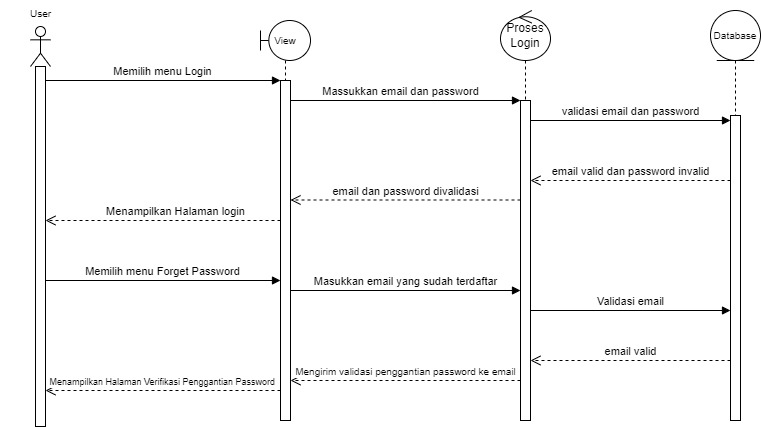 User
View
Proses
Login
Database
Memilih menu Login
Massukkan email dan password
validasi email dan password
email valid dan password invalid
email dan password divalidasi
Menampilkan Halaman login
Memilih menu Forget Password
Masukkan email yang sudah terdaftar
Validasi email
email valid
Mengirim validasi penggantian password ke email
Menampilkan Halaman Verifikasi Penggantian Password